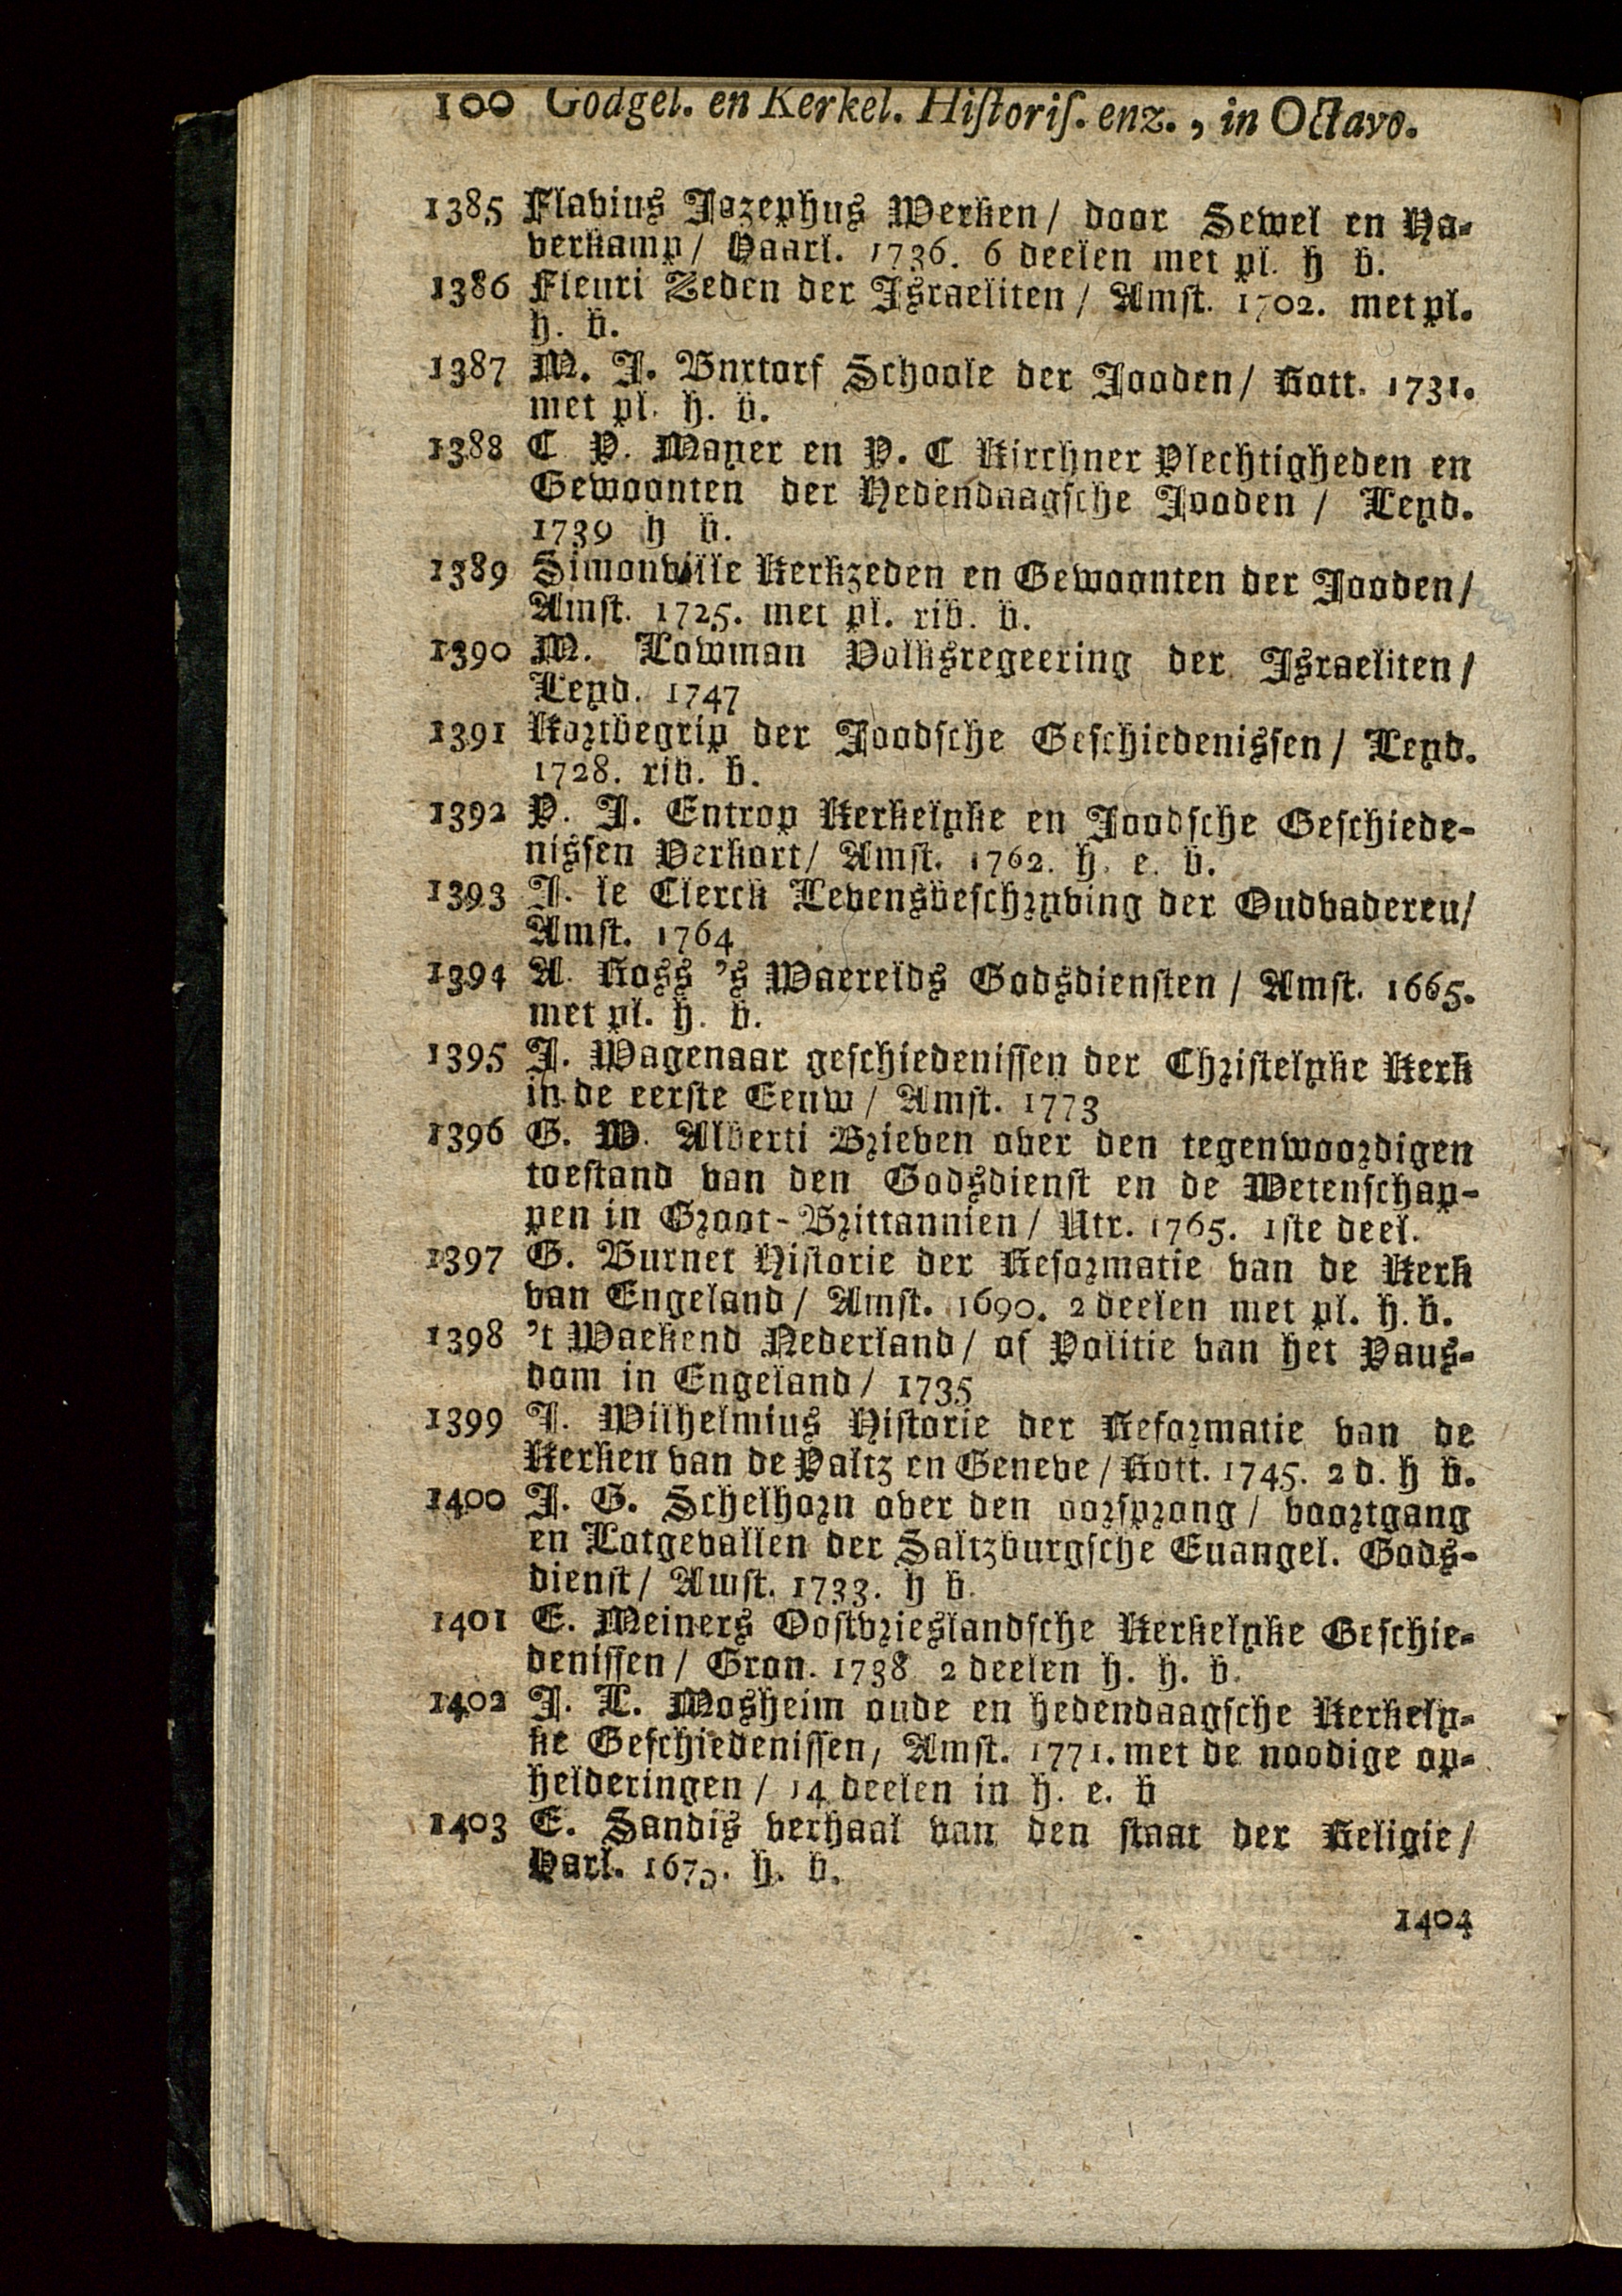 100 Godgel. en Kerkel. Hiſtoriſ. enz., in Octavo.
1385 Flavius Jozephus Werken / door Sewel en Ha-
verkamp / Haarl. 1736. 6 deelen met pl. h b.
1386 Fleuri Zeden der Israeliten / Amst. 1702. met pl.
h. b.
1387 M. J. Buxtorf Schoole der Jooden / Rott. 1731.
met pl. h. b.
1388 C P. Mayer en P. C Kirchner Plechtigheden en
Gewoonten der Hedendaagsche Jooden / Leyd.
1739 h b.
1389 Simonville Kerkzeden en Gewoonten der Jooden /
Amst. 1725. met pl. rib. b.
1390 M. Lowman Volksregeering der Israeliten /
Leyd. 1747
1391 Kortbegrip der Joodsche Geschiedenissen / Leyd.
1728. rib. b.
1392 P. J. Entrop Kerkelyke en Joodsche Geschiede-
nissen Verkort / Amst. 1762. h. e. b.
1393 J. le Clerck Levensbeschryving der Oudvaderen /
Amst. 1764
1394 A. Ross 's Waerelds Godsdiensten / Amst. 1665.
met pl. h. b.
1395 J. Wagenaar geschiedenissen der Christelyke Kerk
in de eerste Eeuw / Amst. 1773
1396 G. W. Alberti Brieven over den tegenwoordigen
toestand van den Godsdienst en de Wetenschap-
pen in Groot-Brittannien / Utr. 1765. 1ste deel.
1397 G. Burnet Historie der Reformatie van de Kerk
van Engeland / Amst. 1690. 2 deelen met pl. h. b.
1398 't Waekend Nederland / of Politie van het Paus-
dom in Engeland / 1735
1399 J. Wilhelmius Historie der Reformatie van de
Kerken van de Paltz en Geneve / Rott. 1745. 2 d. h b.
1400 J. G. Schelhorn over den oorsprong / voortgang
en Lotgevallen der Saltzburgsche Euangel. Gods-
dienst / Amst. 1733. h b.
1401 E. Meiners Oostvrieslandsche Kerkelyke Geschie-
denissen / Gron. 1738 2 deelen h. h. b.
1402 J. L. Mosheim oude en hedendaagsche Kerkely-
ke Geschiedenissen, Amst. 1771. met de noodige op-
helderingen / 14 deelen in h. e. b
1403 E. Sandis verhaal van den staat der Religie /
Harl. h. b.
1404